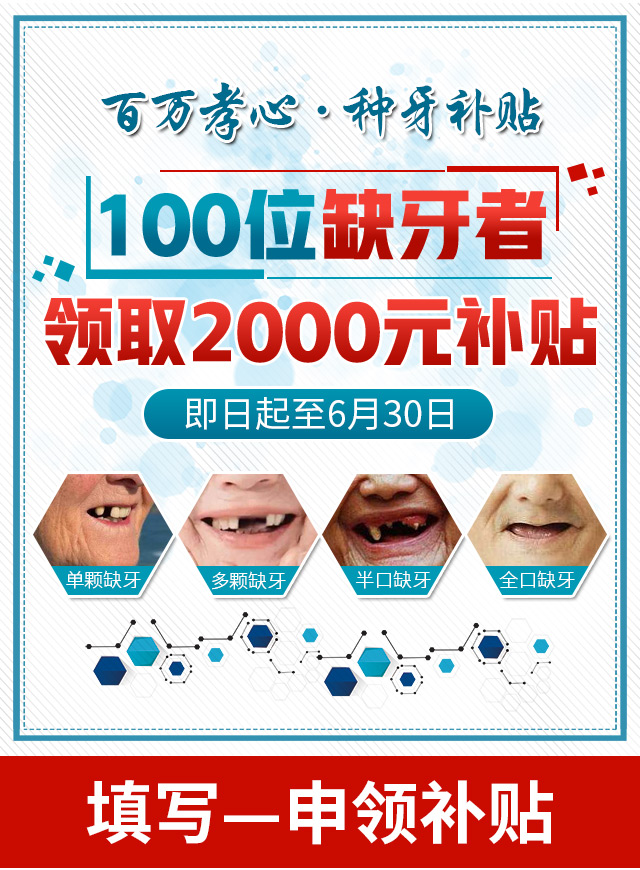 百万孝心·种牙补贴
100位缺牙者
领取2000元补贴
即日起至6月30日
单颗缺牙
多颗缺牙
半口缺牙
全口缺牙
填写—申领补贴